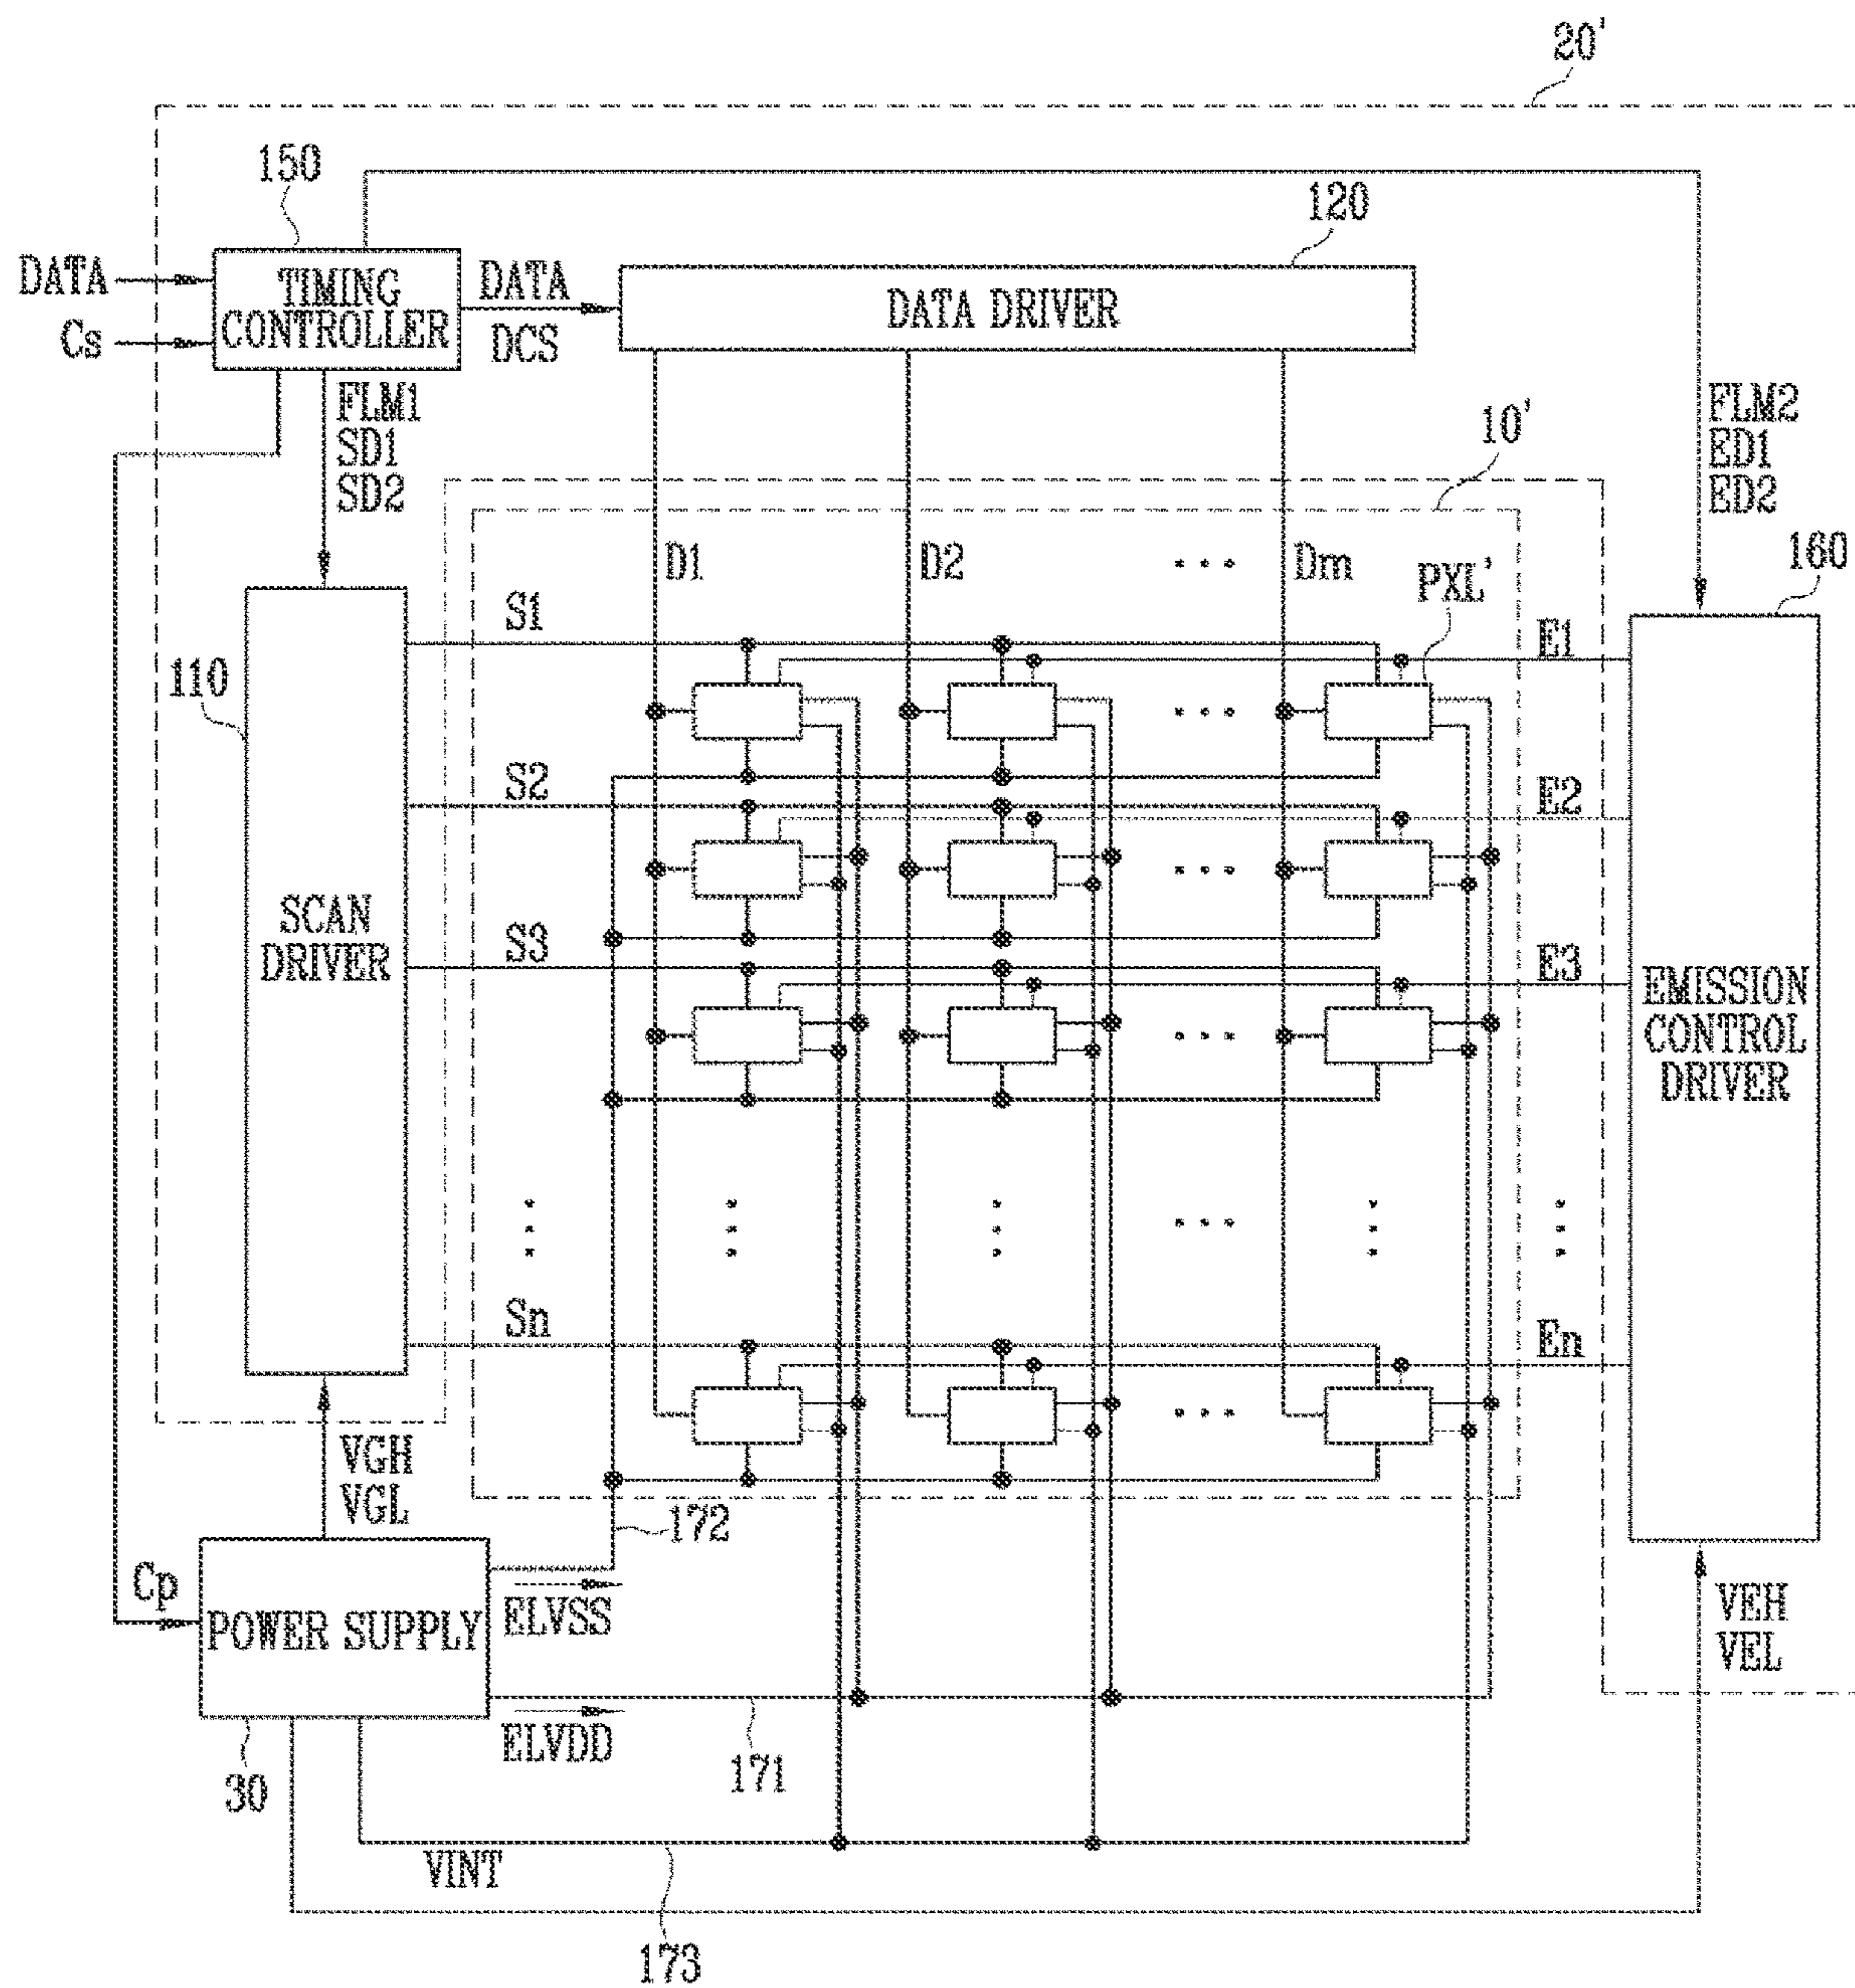 20'
150
120
DATA
Cs
TIMING
CONTROLLER
DATA
DCS
DATA DRIVER
FLM1
SD1
SD2
10'
FLM2
ED1
ED2
D1
D2
Dm
PXL'
160
S1
E1
110
S2
E2
SCAN
DRIVER
S3
E3
EMISSION
CONTROL
DRIVER
Sn
En
VGH
VGL
172
Cp
POWER SUPPLY
ELVSS
VEH
VEL
ELVDD
171
30
VINT
173